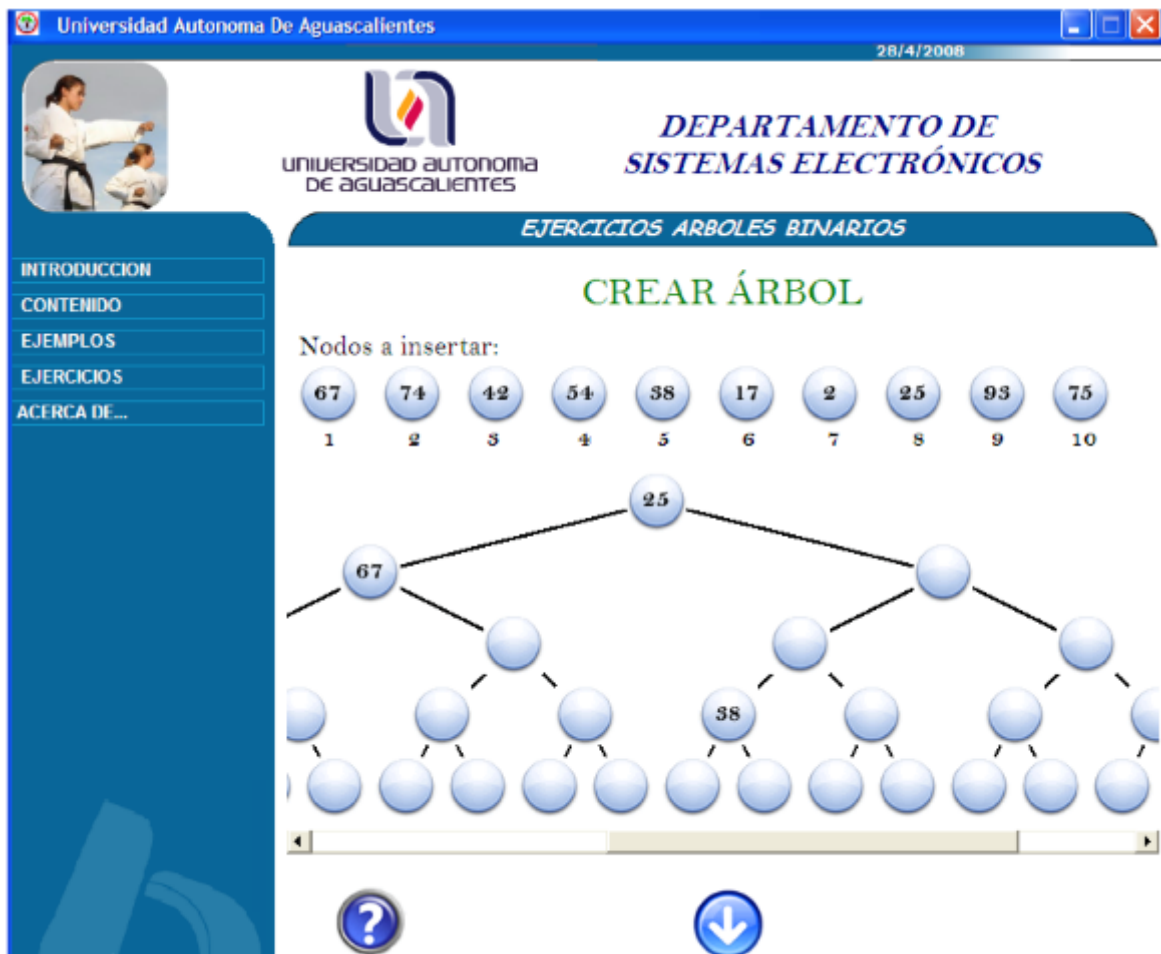 Universidad Autonoma De Aguascalientes
28/4/2008
UNIVERSIDAD AUTONOMA
DE AGUASCALIENTES
DEPARTAMENTO DE
SISTEMAS ELECTRÓNICOS
EJERCICIOS ARBOLES BINARIOS
INTRODUCCION
CONTENIDO
EJEMPLOS
EJERCICIOS
ACERCA DE...
CREAR ÁRBOL
Nodos a insertar:
67 74 42 54 38 17 2 25 93 75
1 2 3 4 5 6 7 8 9 10
25
67
38
?